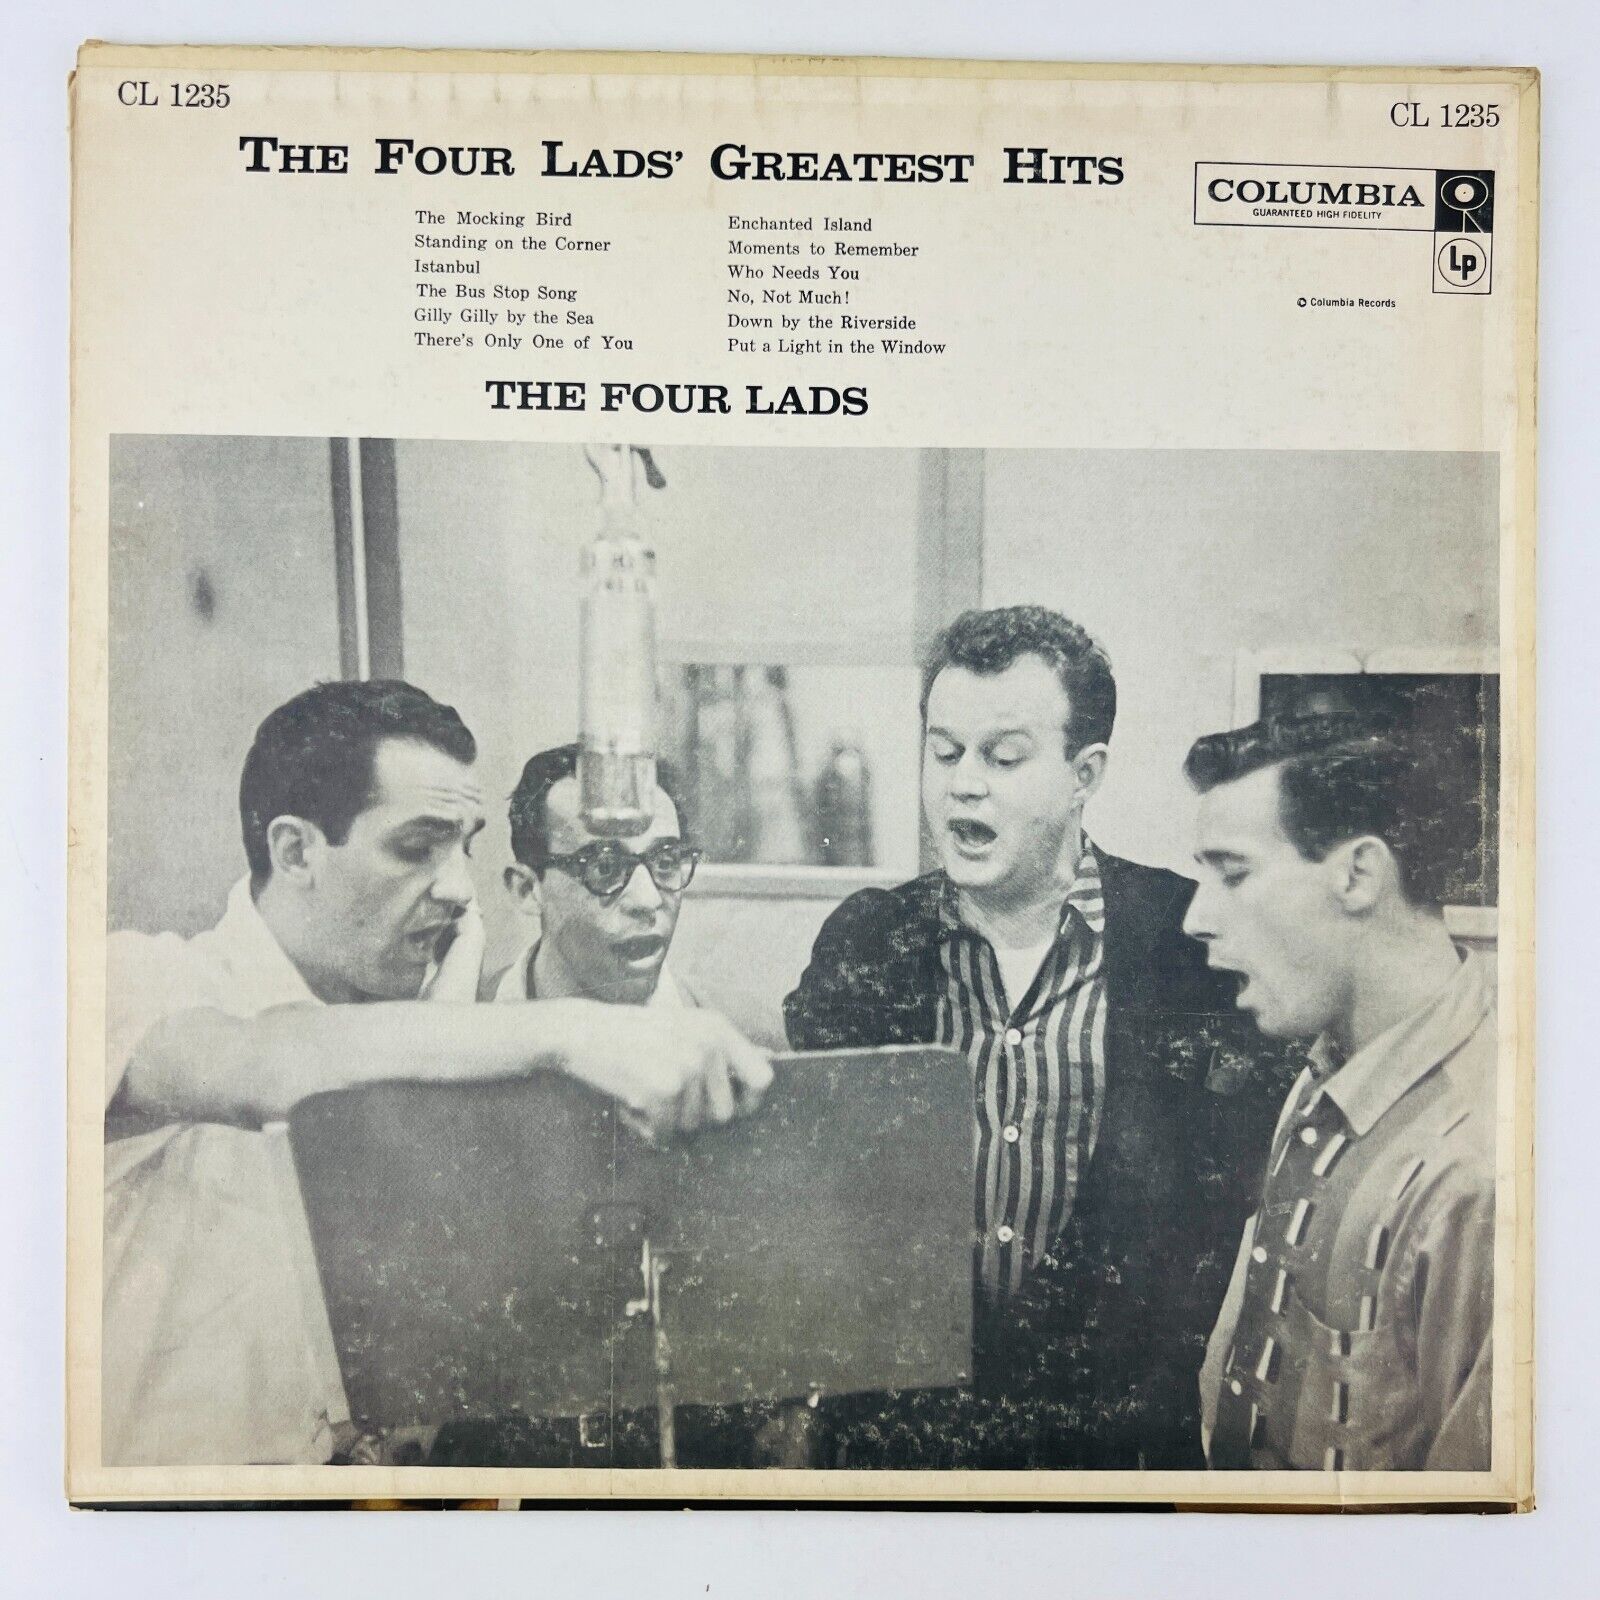 CL 1235
CL 1235
THE FOUR LADS' GREATEST HITS
COLUMBIA
GUARANTEED HIGH FIDELITY
Lp
© Columbia Records
The Mocking Bird
Standing on the Corner
Istanbul
The Bus Stop Song
Gilly Gilly by the Sea
There's Only One of You
Enchanted Island
Moments to Remember
Who Needs You
No, Not Much!
Down by the Riverside
Put a Light in the Window
THE FOUR LADS